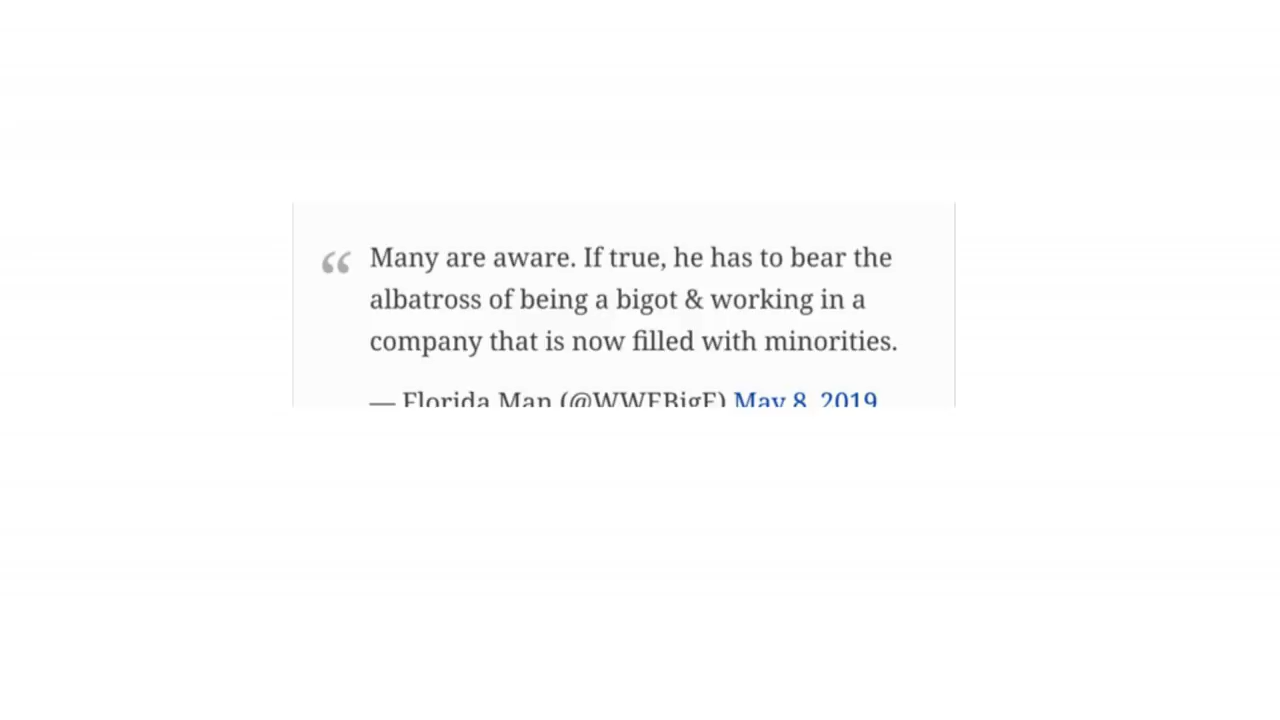 “ Many are aware. If true, he has to bear the
albatross of being a bigot & working in a
company that is now filled with minorities.
— Florida Man (@WWEBigE) May 8, 2019